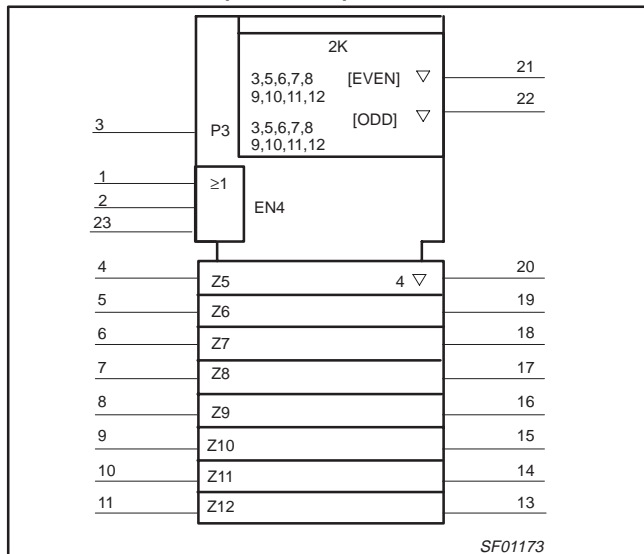 2K
3,5,6,7,8 [EVEN] ▽ 21
9,10,11,12
[ODD] ▽ 22
3 P3 3,5,6,7,8
9,10,11,12
1 ≥1
2 EN4
23
4 Z5 4 ▽ 20
5 Z6 19
6 Z7 18
7 Z8 17
8 Z9 16
9 Z10 15
10 Z11 14
11 Z12 13
SF01173